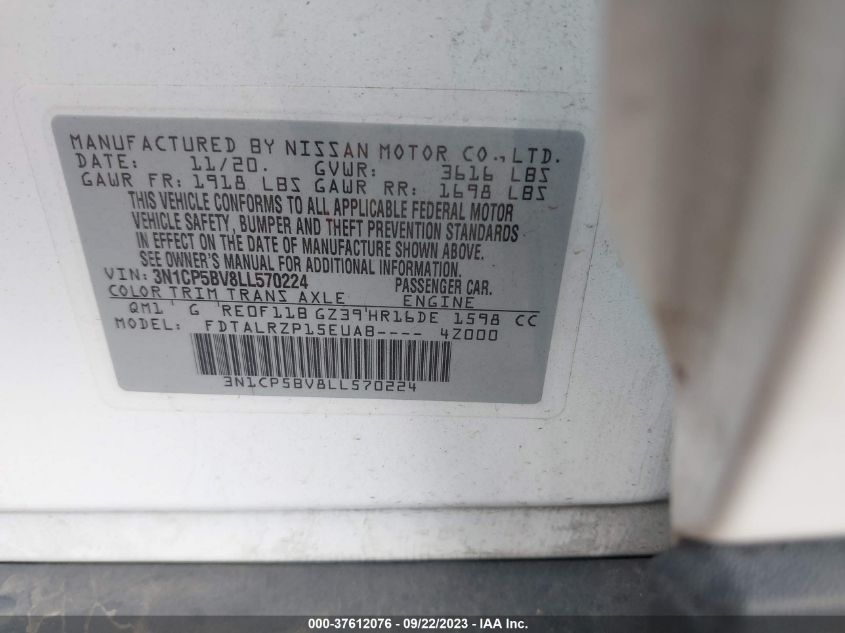 MANUFACTURED BY NISSAN MOTOR CO., LTD.
DATE: 11/20. GVWR: 3616 LBS
GAWR FR: 1918 LBS GAWR RR: 1698 LBS
THIS VEHICLE CONFORMS TO ALL APPLICABLE FEDERAL MOTOR
VEHICLE SAFETY, BUMPER AND THEFT PREVENTION STANDARDS
IN EFFECT ON THE DATE OF MANUFACTURE SHOWN ABOVE.
SEE OWNER'S MANUAL FOR ADDITIONAL INFORMATION.
VIN: 3N1CP5BV8LL570224 PASSENGER CAR.
COLOR TRIM TRANS AXLE ENGINE
QM1 G RE0F11B GZ39 HR16DE 1598 CC
MODEL: FDTALRZP15EUAB---- 4Z000
3N1CP5BV8LL570224
000-37612076 - 09/22/2023 - IAA Inc.